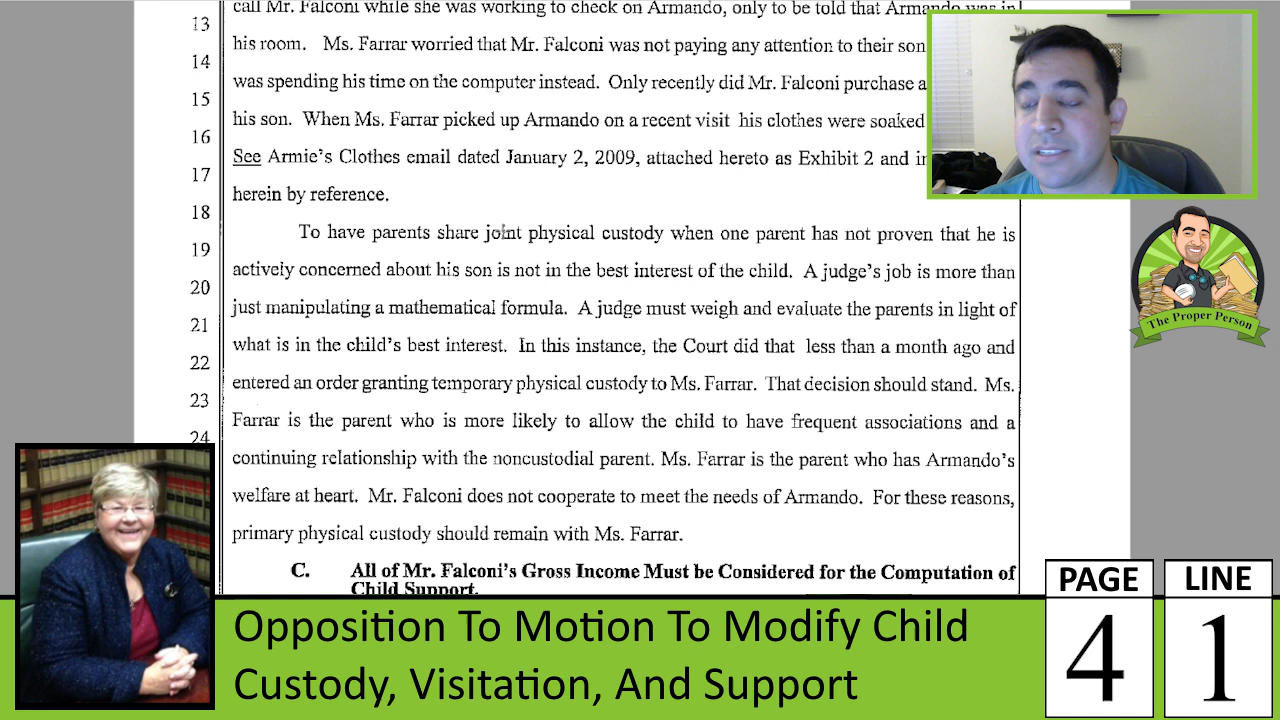 call Mr. Falconi while she was working to check on Armando, only to be told that Armando was in
13
his room. Ms. Farrar worried that Mr. Falconi was not paying any attention to their son
14
was spending his time on the computer instead. Only recently did Mr. Falconi purchase a
15
his son. When Ms. Farrar picked up Armando on a recent visit his clothes were soaked
16
See Armie's Clothes email dated January 2, 2009, attached hereto as Exhibit 2 and in
17
herein by reference.
18
To have parents share joint physical custody when one parent has not proven that he is
19
actively concerned about his son is not in the best interest of the child. A judge's job is more than
20
just manipulating a mathematical formula. A judge must weigh and evaluate the parents in light of
21
what is in the child's best interest. In this instance, the Court did that less than a month ago and
22
entered an order granting temporary physical custody to Ms. Farrar. That decision should stand. Ms.
23
Farrar is the parent who is more likely to allow the child to have frequent associations and a
24
continuing relationship with the noncustodial parent. Ms. Farrar is the parent who has Armando's
welfare at heart. Mr. Falconi does not cooperate to meet the needs of Armando. For these reasons,
primary physical custody should remain with Ms. Farrar.
C. All of Mr. Falconi's Gross Income Must be Considered for the Computation of
Child Support.
The Proper Person
Opposition To Motion To Modify Child
Custody, Visitation, And Support
PAGE
4
LINE
1